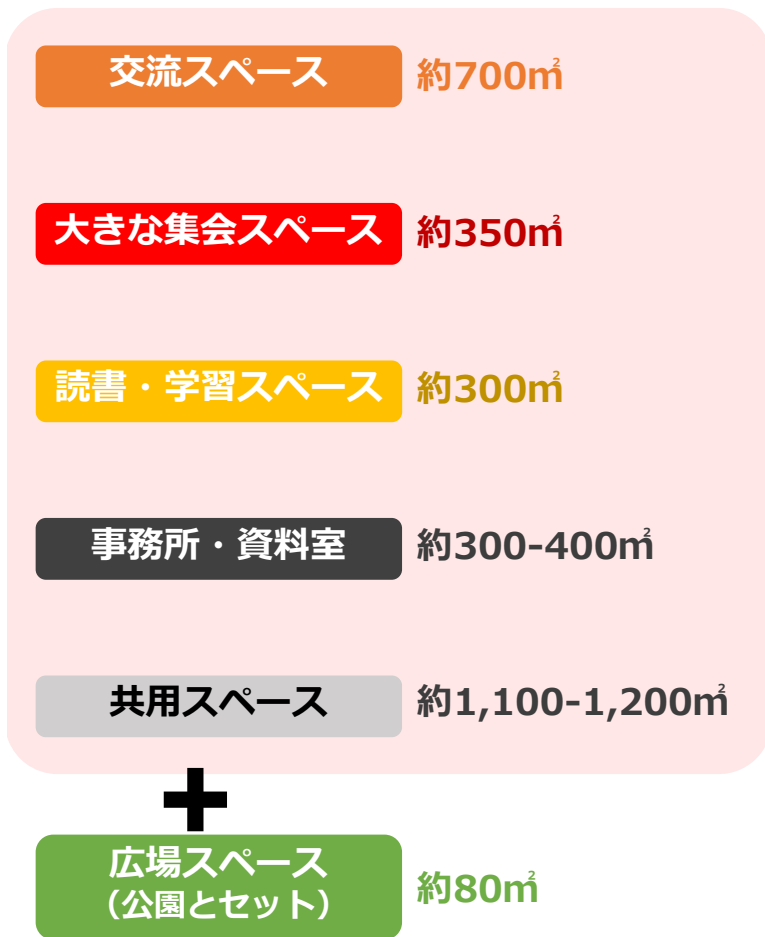 交流スペース 約700㎡
大きな集会スペース 約350㎡
読書・学習スペース 約300㎡
事務所・資料室 約300-400㎡
共用スペース 約1,100-1,200㎡
+
広場スペース
（公園とセット） 約80㎡